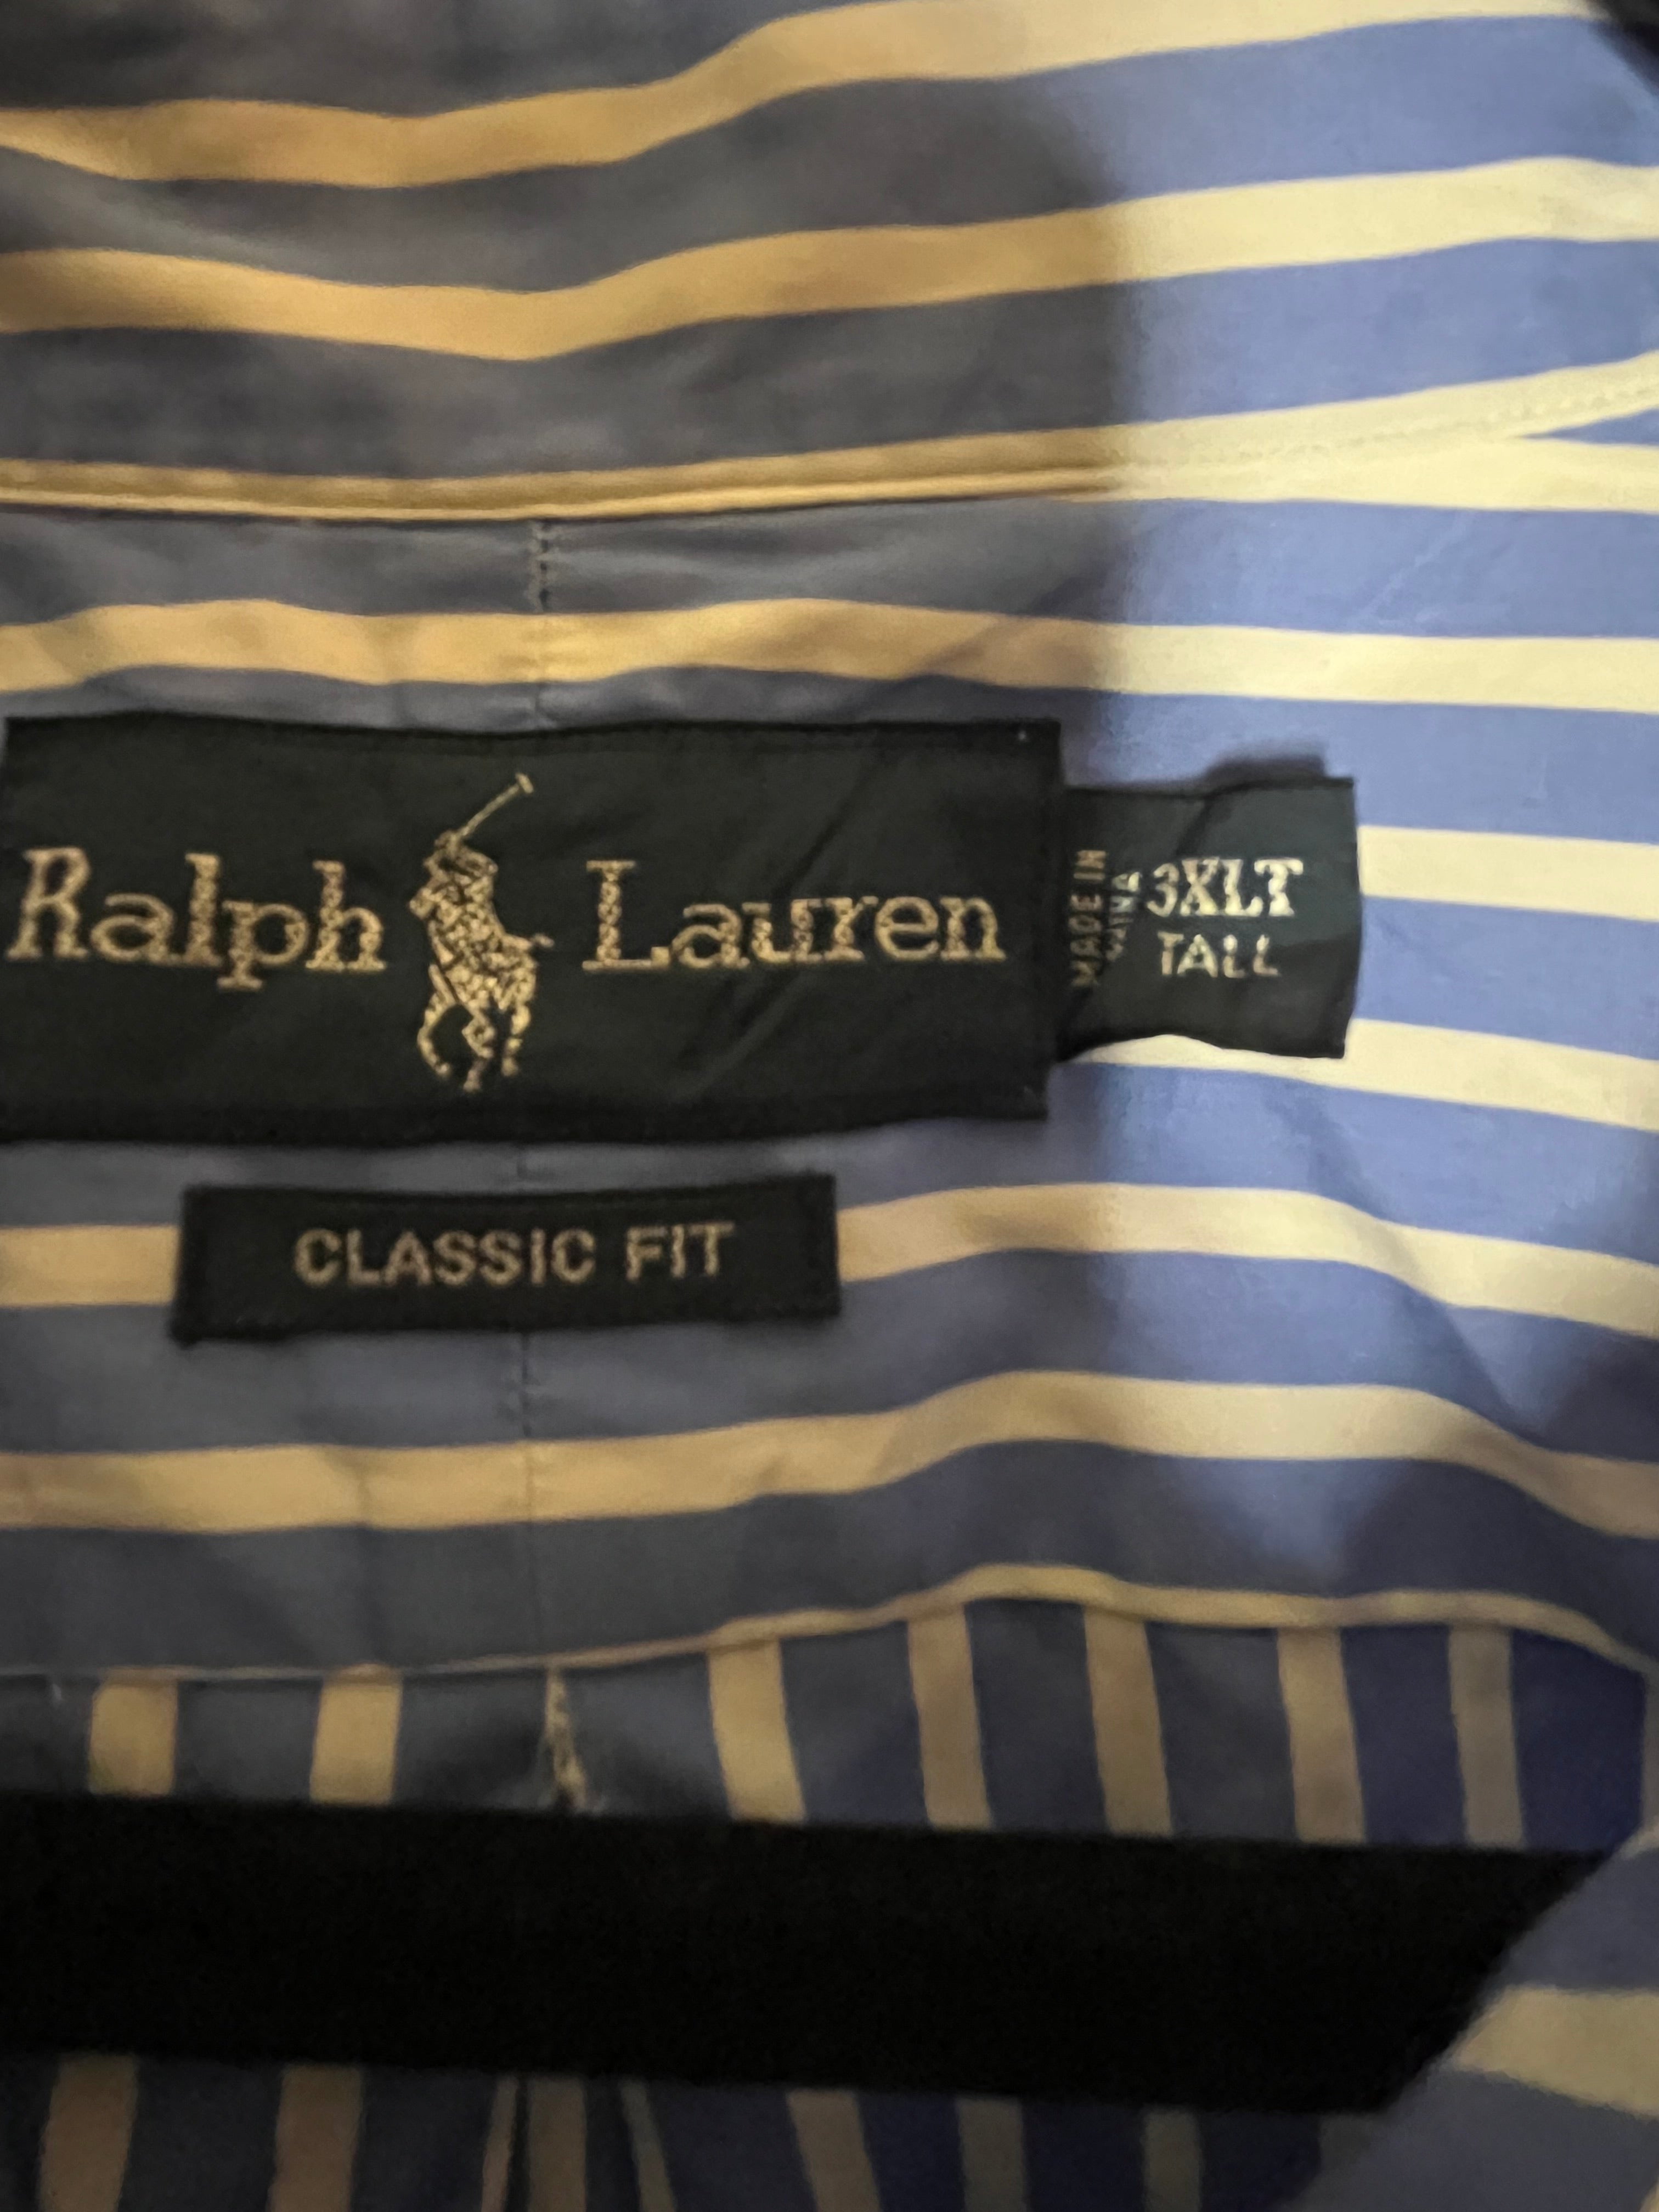 Ralph Lauren
MADE IN
CHINA
3XLT
TALL
CLASSIC FIT